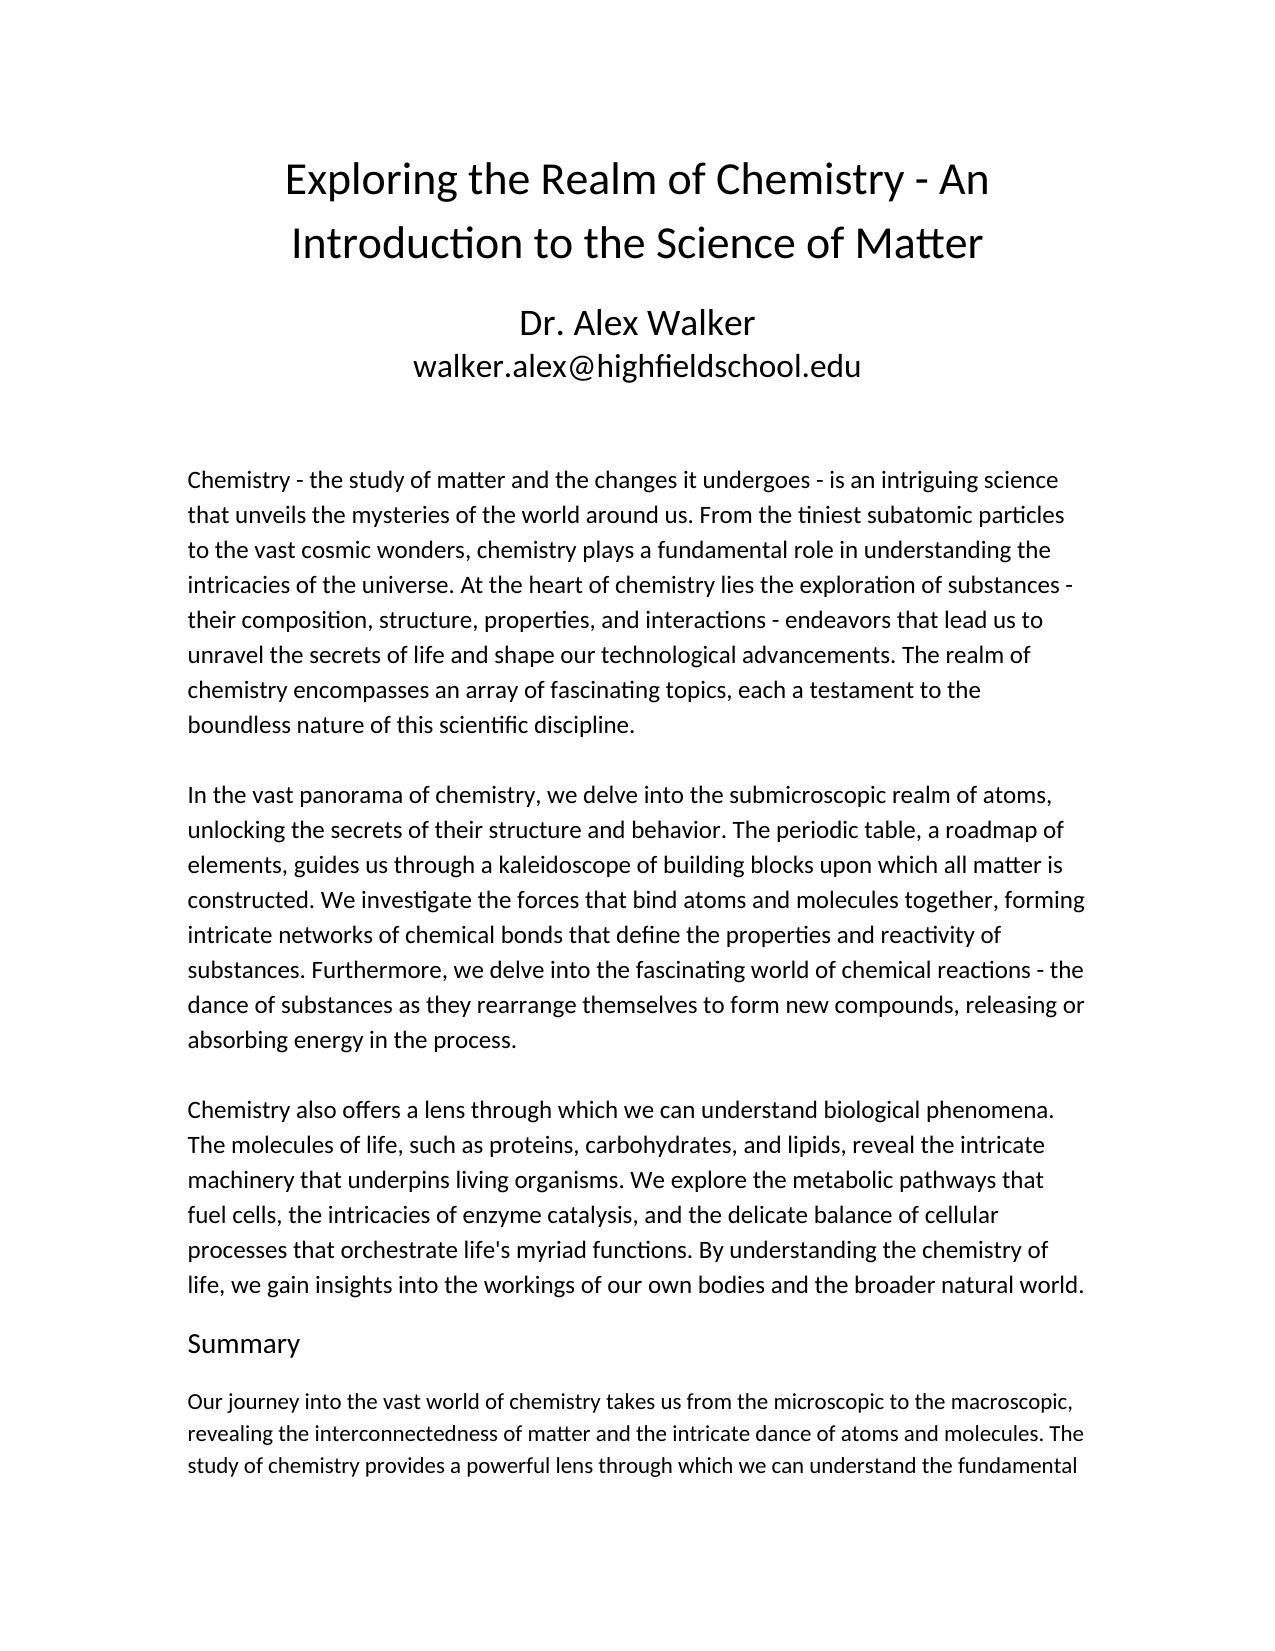 Exploring the Realm of Chemistry - An
Introduction to the Science of Matter
Dr. Alex Walker
walker.alex@highfieldschool.edu
Chemistry - the study of matter and the changes it undergoes - is an intriguing science
that unveils the mysteries of the world around us. From the tiniest subatomic particles
to the vast cosmic wonders, chemistry plays a fundamental role in understanding the
intricacies of the universe. At the heart of chemistry lies the exploration of substances -
their composition, structure, properties, and interactions - endeavors that lead us to
unravel the secrets of life and shape our technological advancements. The realm of
chemistry encompasses an array of fascinating topics, each a testament to the
boundless nature of this scientific discipline.
In the vast panorama of chemistry, we delve into the submicroscopic realm of atoms,
unlocking the secrets of their structure and behavior. The periodic table, a roadmap of
elements, guides us through a kaleidoscope of building blocks upon which all matter is
constructed. We investigate the forces that bind atoms and molecules together, forming
intricate networks of chemical bonds that define the properties and reactivity of
substances. Furthermore, we delve into the fascinating world of chemical reactions - the
dance of substances as they rearrange themselves to form new compounds, releasing or
absorbing energy in the process.
Chemistry also offers a lens through which we can understand biological phenomena.
The molecules of life, such as proteins, carbohydrates, and lipids, reveal the intricate
machinery that underpins living organisms. We explore the metabolic pathways that
fuel cells, the intricacies of enzyme catalysis, and the delicate balance of cellular
processes that orchestrate life's myriad functions. By understanding the chemistry of
life, we gain insights into the workings of our own bodies and the broader natural world.
Summary
Our journey into the vast world of chemistry takes us from the microscopic to the macroscopic,
revealing the interconnectedness of matter and the intricate dance of atoms and molecules. The
study of chemistry provides a powerful lens through which we can understand the fundamental